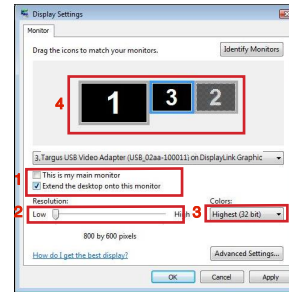 Display Settings
Monitor
Drag the icons to match your monitors.
Identify Monitors
4
1
3
2
3. Targus USB Video Adapter (USB_02aa-100011) on DisplayLink Graphic
1
This is my main monitor
Extend the desktop onto this monitor
Resolution:
Colors:
2
Low
High
3
Highest (32 bit)
800 by 600 pixels
How do I get the best display?
Advanced Settings...
OK
Cancel
Apply